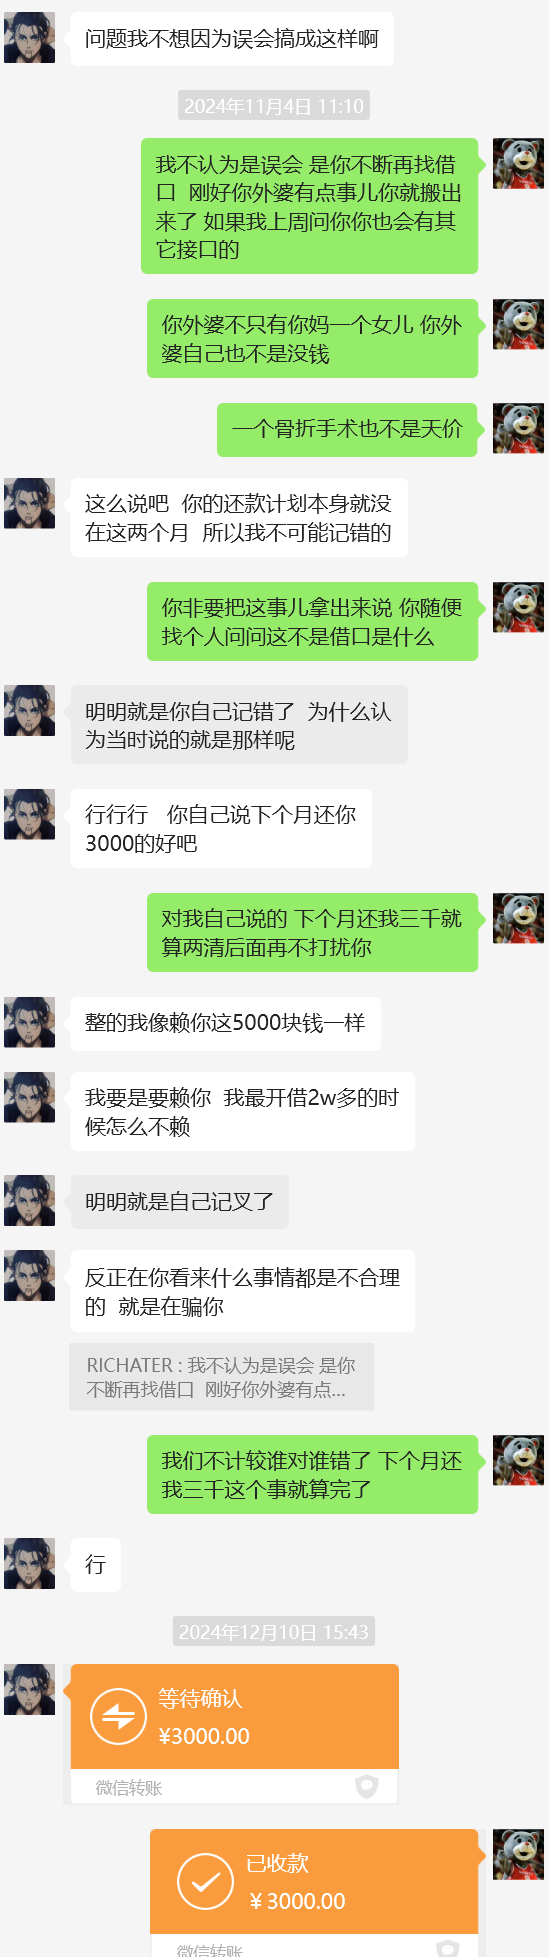 问题我不想因为误会搞成这样啊
2024年11月4日 11:10
我不认为是误会 是你不断再找借
口  刚好你外婆有点事儿你就搬出
来了 如果我上周问你你也会有其
它接口的
你外婆不只有你妈一个女儿 你外
婆自己也不是没钱
一个骨折手术也不是天价
这么说吧  你的还款计划本身就没
在这两个月  所以我不可能记错的
你非要把这事儿拿出来说 你随便
找个人问问这不是借口是什么
明明就是你自己记错了  为什么认
为当时说的就是那样呢
行行行   你自己说下个月还你
3000的好吧
对我自己说的 下个月还我三千就
算两清后面再不打扰你
整的我像赖你这5000块钱一样
我要是要赖你  我最开借2w多的时
候怎么不赖
明明就是自己记叉了
反正在你看来什么事情都是不合理
的  就是在骗你
RICHATER : 我不认为是误会 是你
不断再找借口  刚好你外婆有点...
我们不计较谁对谁错了 下个月还
我三千这个事就算完了
行
2024年12月10日 15:43
等待确认
¥3000.00
微信转账
已收款
￥3000.00
微信转账